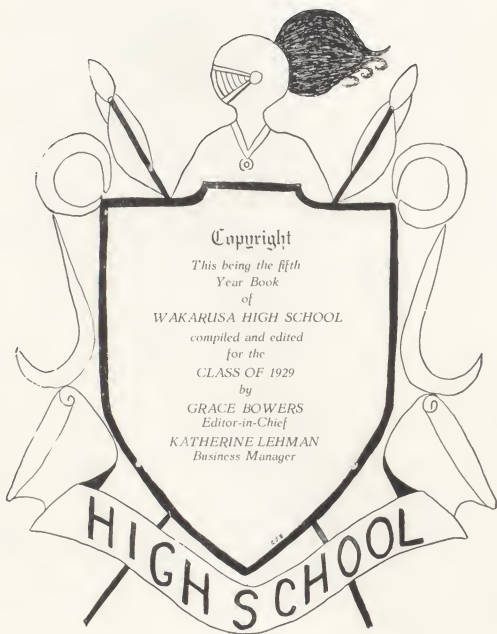 Copyright
This being the fifth
Year Book
of
WAKARUSA HIGH SCHOOL
compiled and edited
for the
CLASS OF 1929
by
GRACE BOWERS
Editor-in-Chief
KATHERINE LEHMAN
Business Manager
HIGH SCHOOL